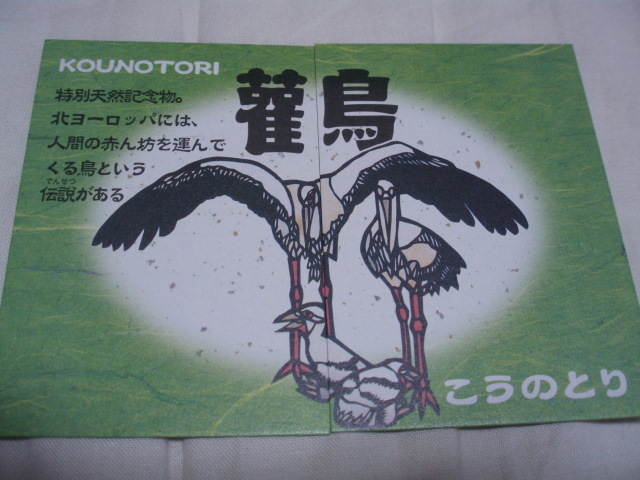 KOUNOTORI
特別天然記念物。
北ヨーロッパには、
人間の赤ん坊を運んで
くる鳥という
でんせつ
伝説がある
鸛
こうのとり